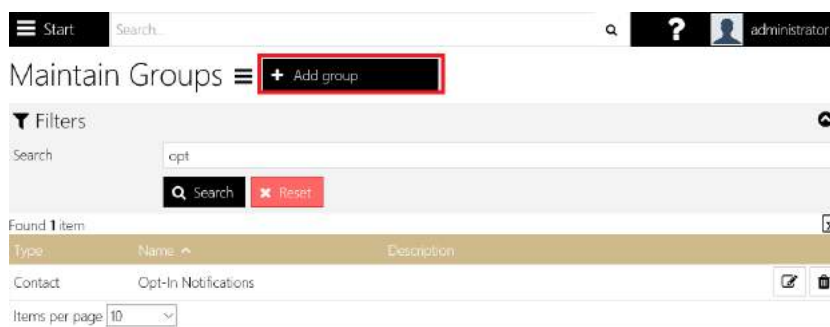 Start Search... ? administrator
Maintain Groups + Add group
Filters
Search opt
Search Reset
Found 1 item
Type Name Description
Contact Opt-In Notifications
Items per page 10